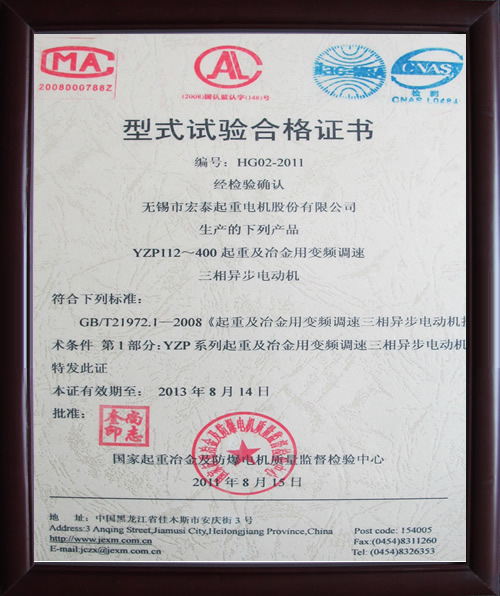 MA
2008000788Z
CAL
(2008)国认监认字(146)号
ilac-MRA
CNAS
检测
CNAS L0484
型式试验合格证书
编号：HG02-2011
经检验确认
无锡市宏泰起重电机股份有限公司
生产的下列产品
YZP112～400 起重及冶金用变频调速
三相异步电动机
符合下列标准：
GB/T21972.1—2008《起重及冶金用变频调速三相异步电动机技
术条件 第1部分：YZP 系列起重及冶金用变频调速三相异步电动机
特发此证
本证有效期至： 2013 年 8 月 14 日
批准：
尚志奎印
国家起重冶金及防爆电机质量监督检验中心
2011 年 8 月 15 日
地 址：中国黑龙江省佳木斯市安庆街 3 号
Address:3 Anqing Street,Jiamusi City,Heilongjiang Province,China
Post code: 154005
http://www.jexm.com.cn
Fax:(0454)8311260
E-mail:jczx@jexm.com.cn
Tel: (0454)8326353